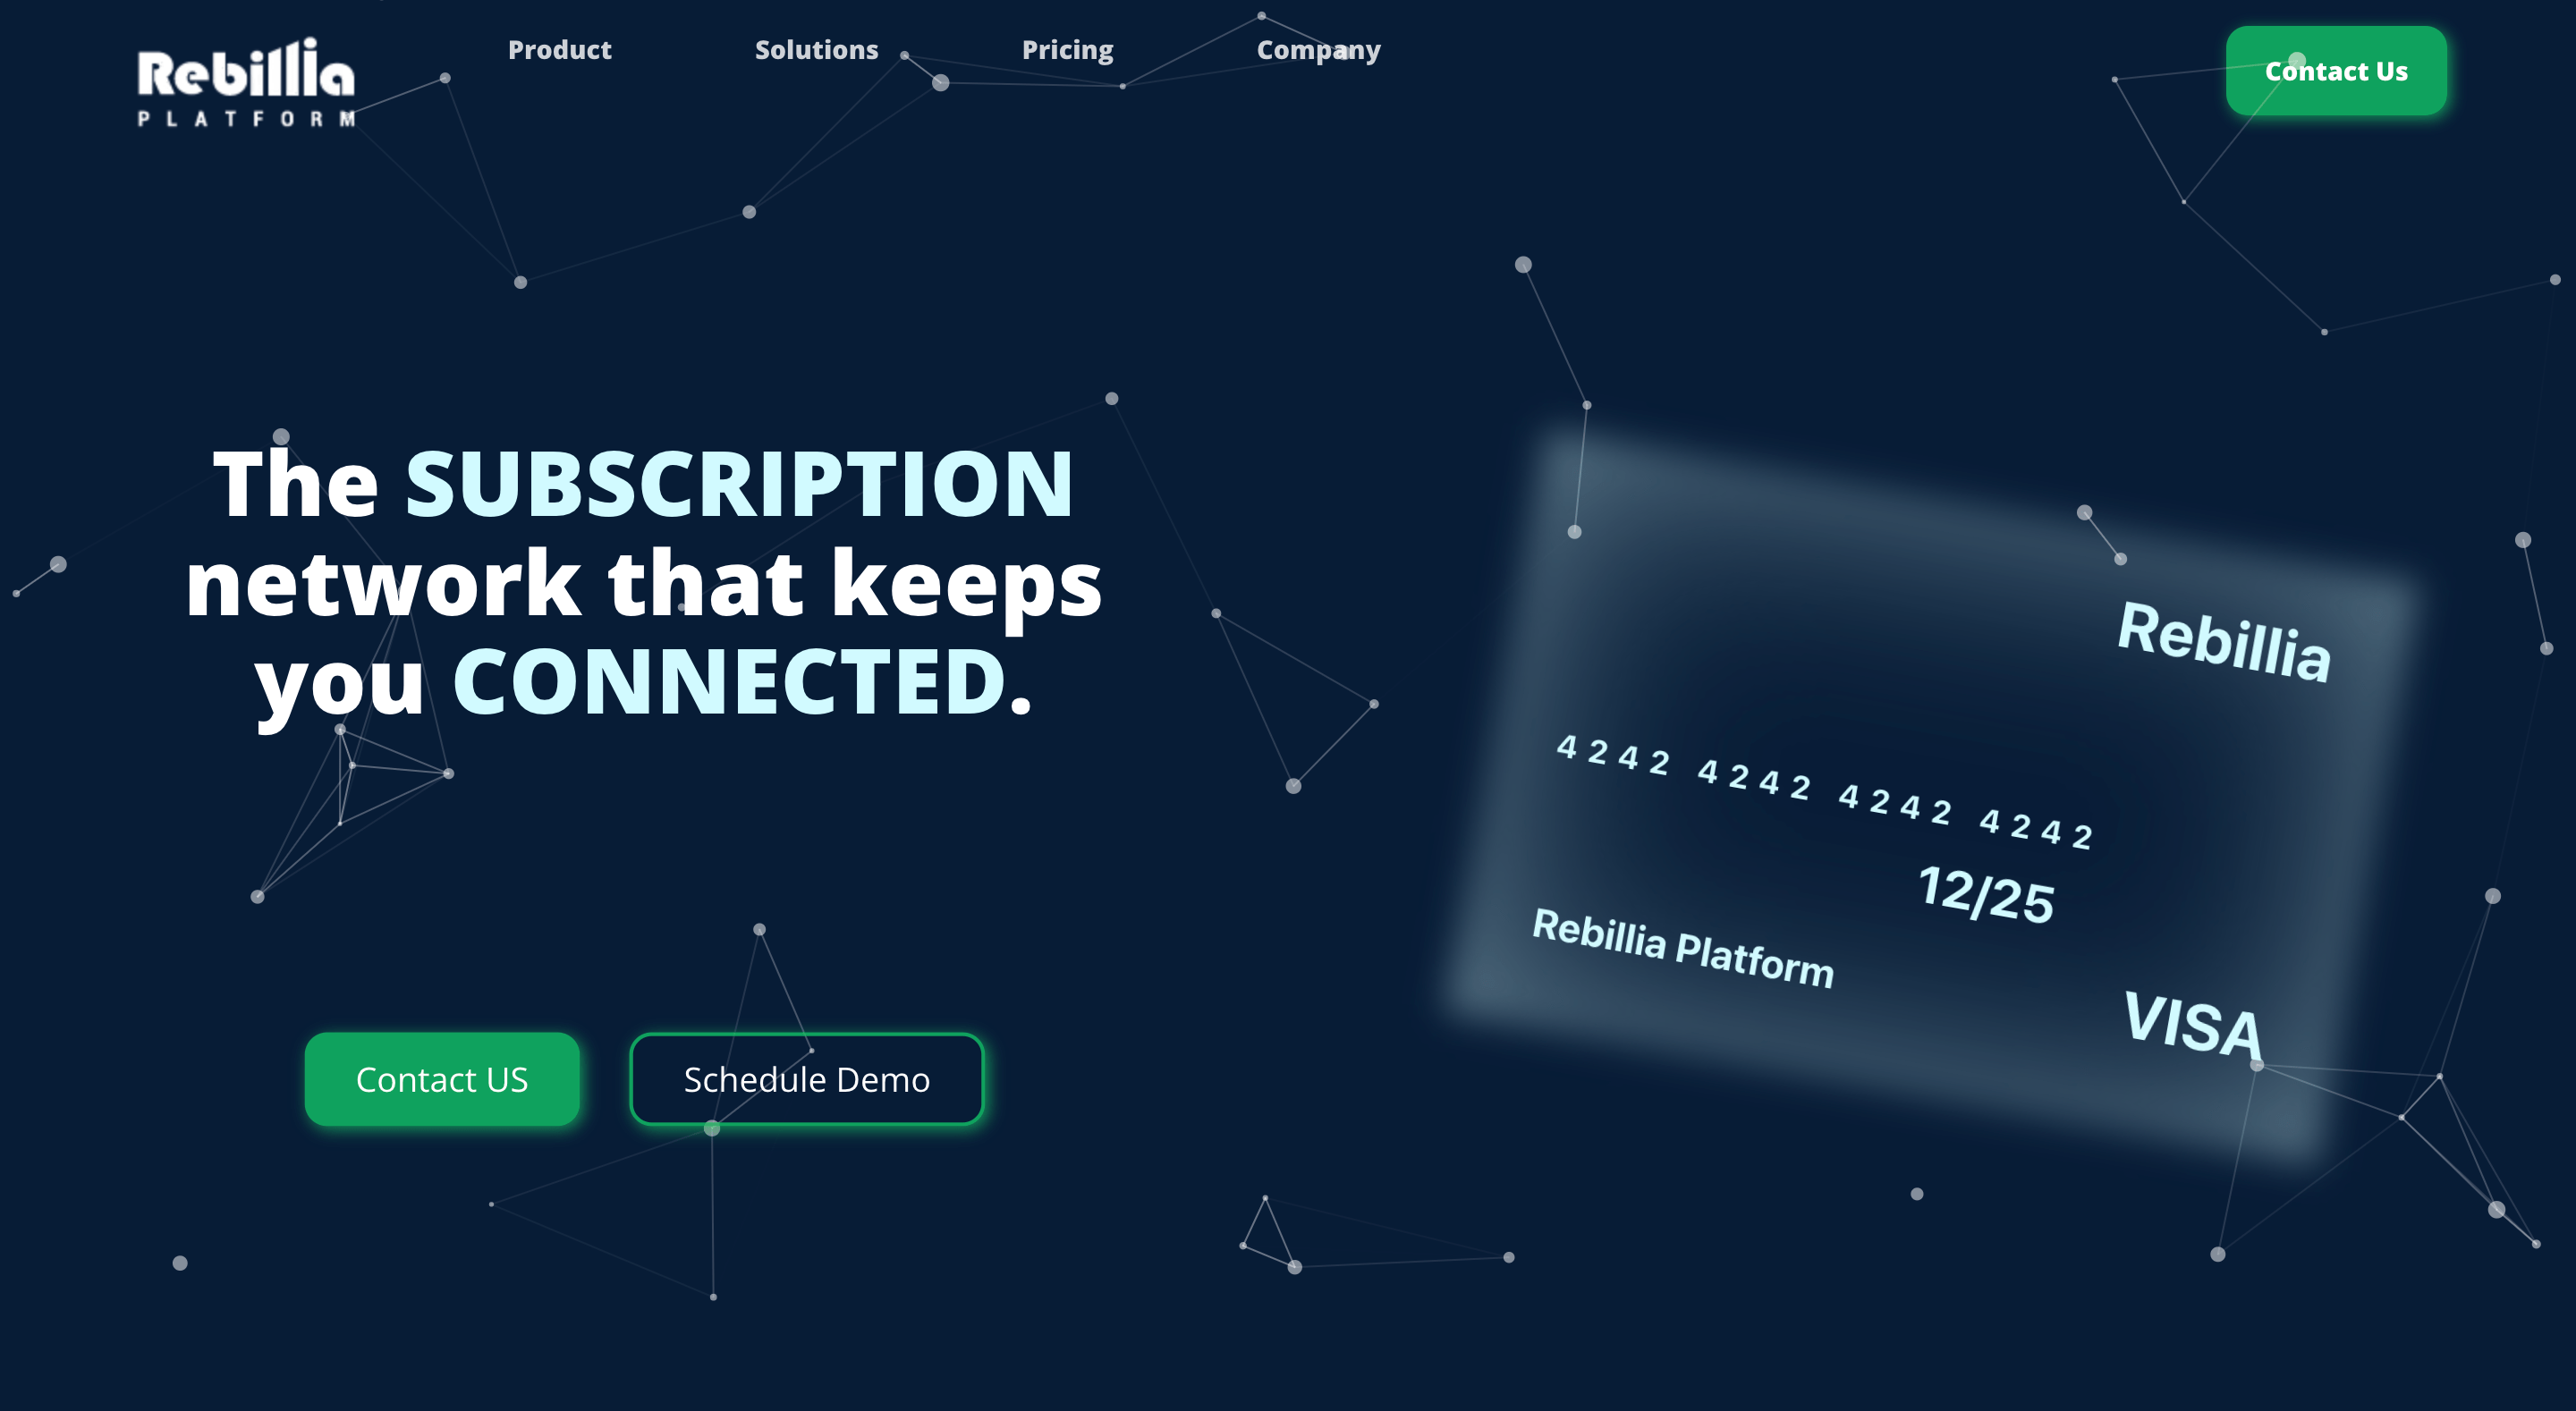 Rebillia
PLATFORM
Product
Solutions
Pricing
Company
Contact Us
The SUBSCRIPTION
network that keeps
you CONNECTED.
Contact US
Schedule Demo
Rebillia
4242 4242 4242 4242
12/25
Rebillia Platform
VISA